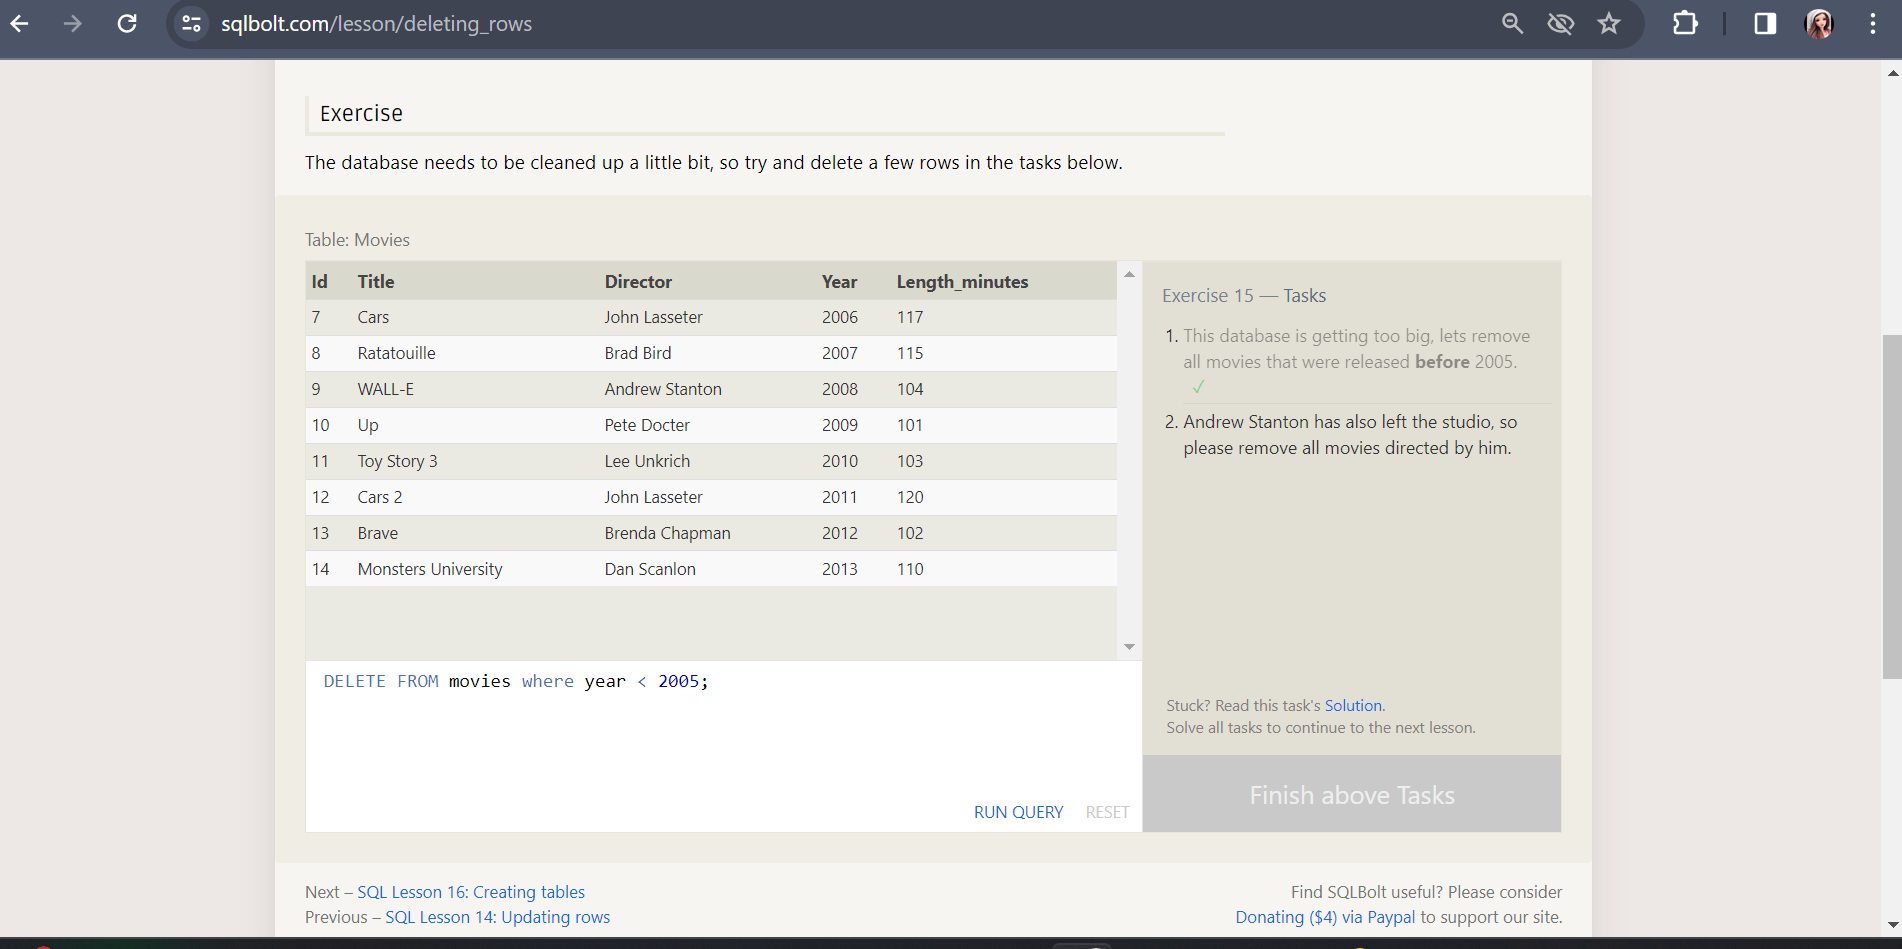 sqlbolt.com/lesson/deleting_rows
Exercise
The database needs to be cleaned up a little bit, so try and delete a few rows in the tasks below.
Table: Movies
Id Title Director Year Length_minutes
7 Cars John Lasseter 2006 117
8 Ratatouille Brad Bird 2007 115
9 WALL-E Andrew Stanton 2008 104
10 Up Pete Docter 2009 101
11 Toy Story 3 Lee Unkrich 2010 103
12 Cars 2 John Lasseter 2011 120
13 Brave Brenda Chapman 2012 102
14 Monsters University Dan Scanlon 2013 110
DELETE FROM movies where year < 2005;
RUN QUERY RESET
Exercise 15 — Tasks
1. This database is getting too big, lets remove
all movies that were released before 2005.
✓
2. Andrew Stanton has also left the studio, so
please remove all movies directed by him.
Stuck? Read this task's Solution.
Solve all tasks to continue to the next lesson.
Finish above Tasks
Next – SQL Lesson 16: Creating tables
Previous – SQL Lesson 14: Updating rows
Find SQLBolt useful? Please consider
Donating ($4) via Paypal to support our site.